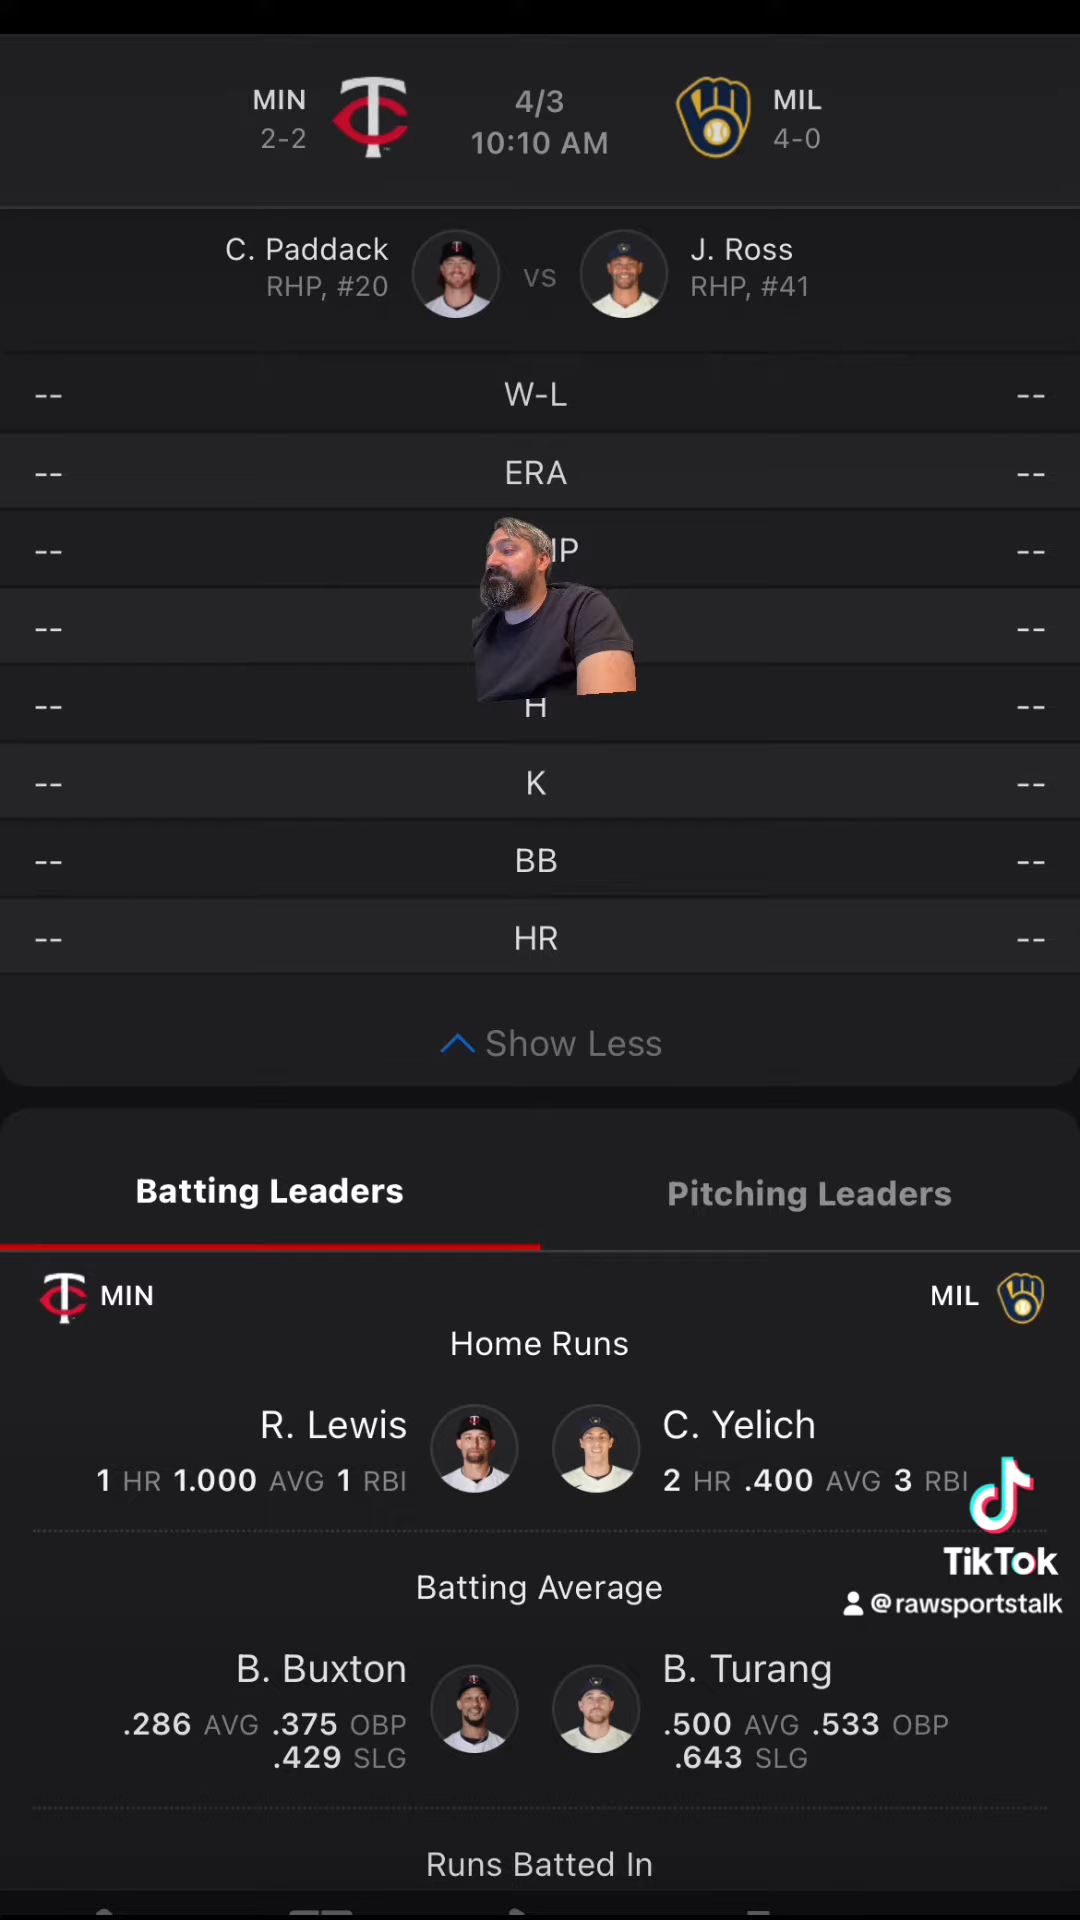 MIN
2-2
4/3
10:10 AM
MIL
4-0
C. Paddack
RHP, #20
VS
J. Ross
RHP, #41
-- W-L --
-- ERA --
-- IP --
-- --
-- H --
-- K --
-- BB --
-- HR --
Show Less
Batting Leaders
Pitching Leaders
MIN
MIL
Home Runs
R. Lewis
1 HR 1.000 AVG 1 RBI
C. Yelich
2 HR .400 AVG 3 RBI
TikTok
@rawsportstalk
Batting Average
B. Buxton
.286 AVG .375 OBP
.429 SLG
B. Turang
.500 AVG .533 OBP
.643 SLG
Runs Batted In